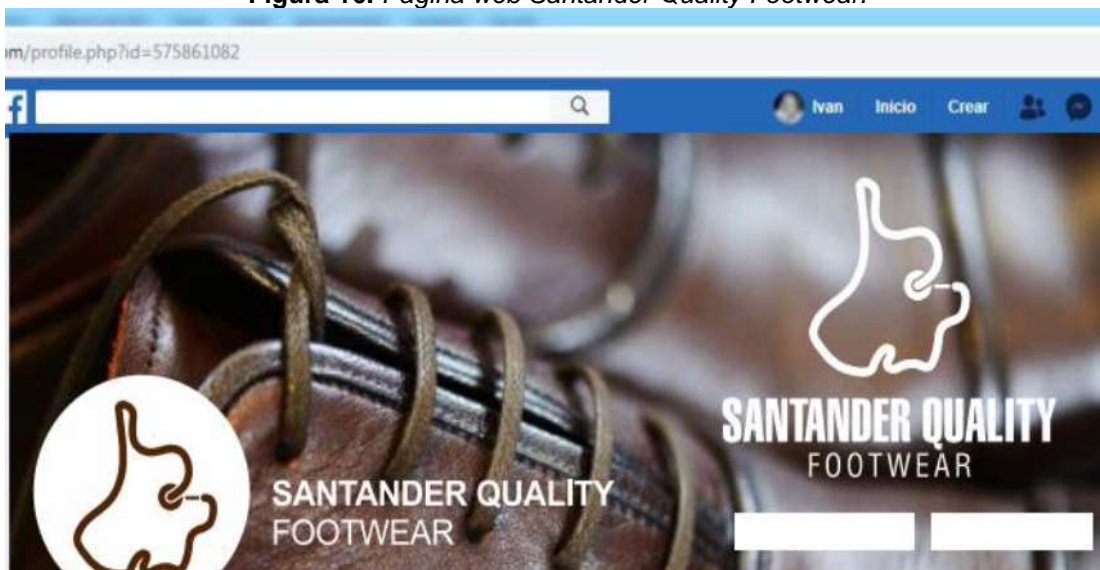 Figura 10. Página web Santander Quality Footwear.
om/profile.php?id=575861082
f
Ivan Inicio Crear
SANTANDER QUALITY
FOOTWEAR
SANTANDER QUALITY
FOOTWEAR